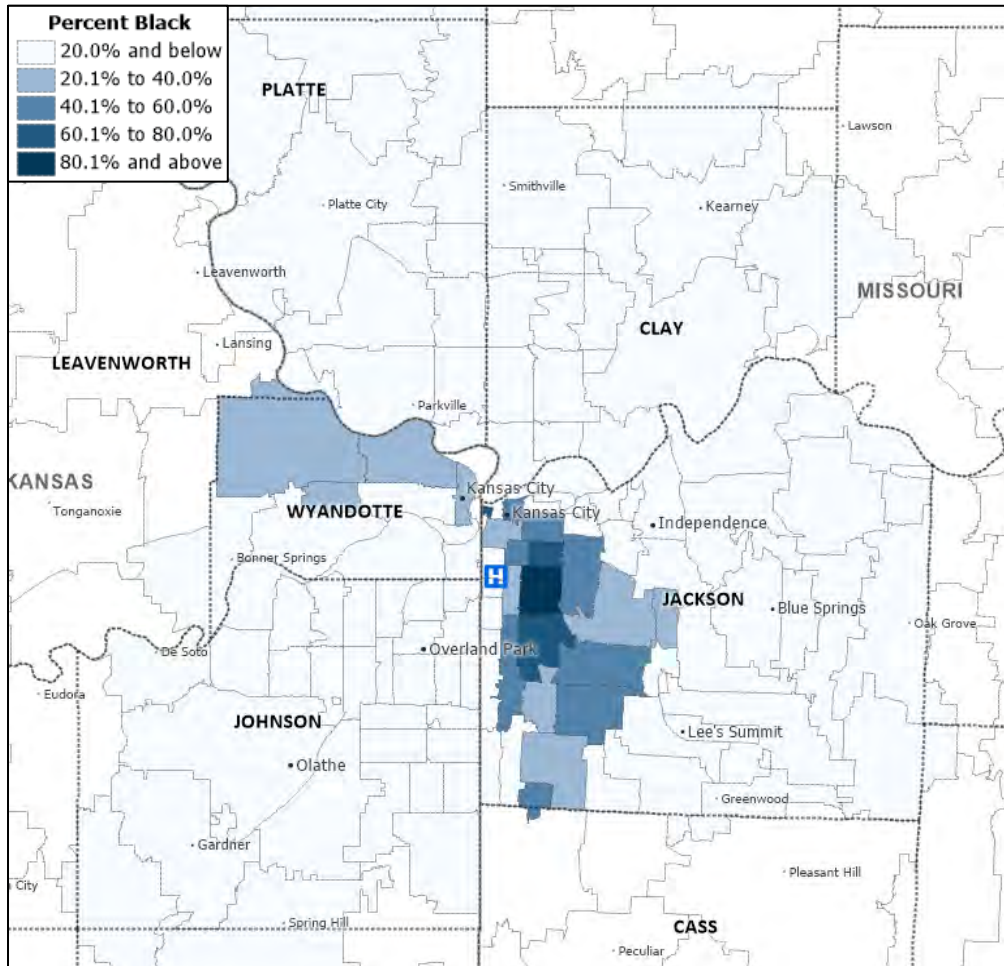 Percent Black
20.0% and below
20.1% to 40.0%
40.1% to 60.0%
60.1% to 80.0%
80.1% and above
PLATTE
Lawson
Smithville
Platte City
Kearney
Leavenworth
MISSOURI
CLAY
Lansing
LEAVENWORTH
Parkville
KANSAS
Kansas City
Tonganoxie
WYANDOTTE
Kansas City
Independence
Bonner Springs
H
JACKSON
Blue Springs
Oak Grove
De Soto
Overland Park
Eudora
JOHNSON
Lee's Summit
Olathe
Greenwood
Gardner
Pleasant Hill
City
Spring Hill
CASS
Peculiar